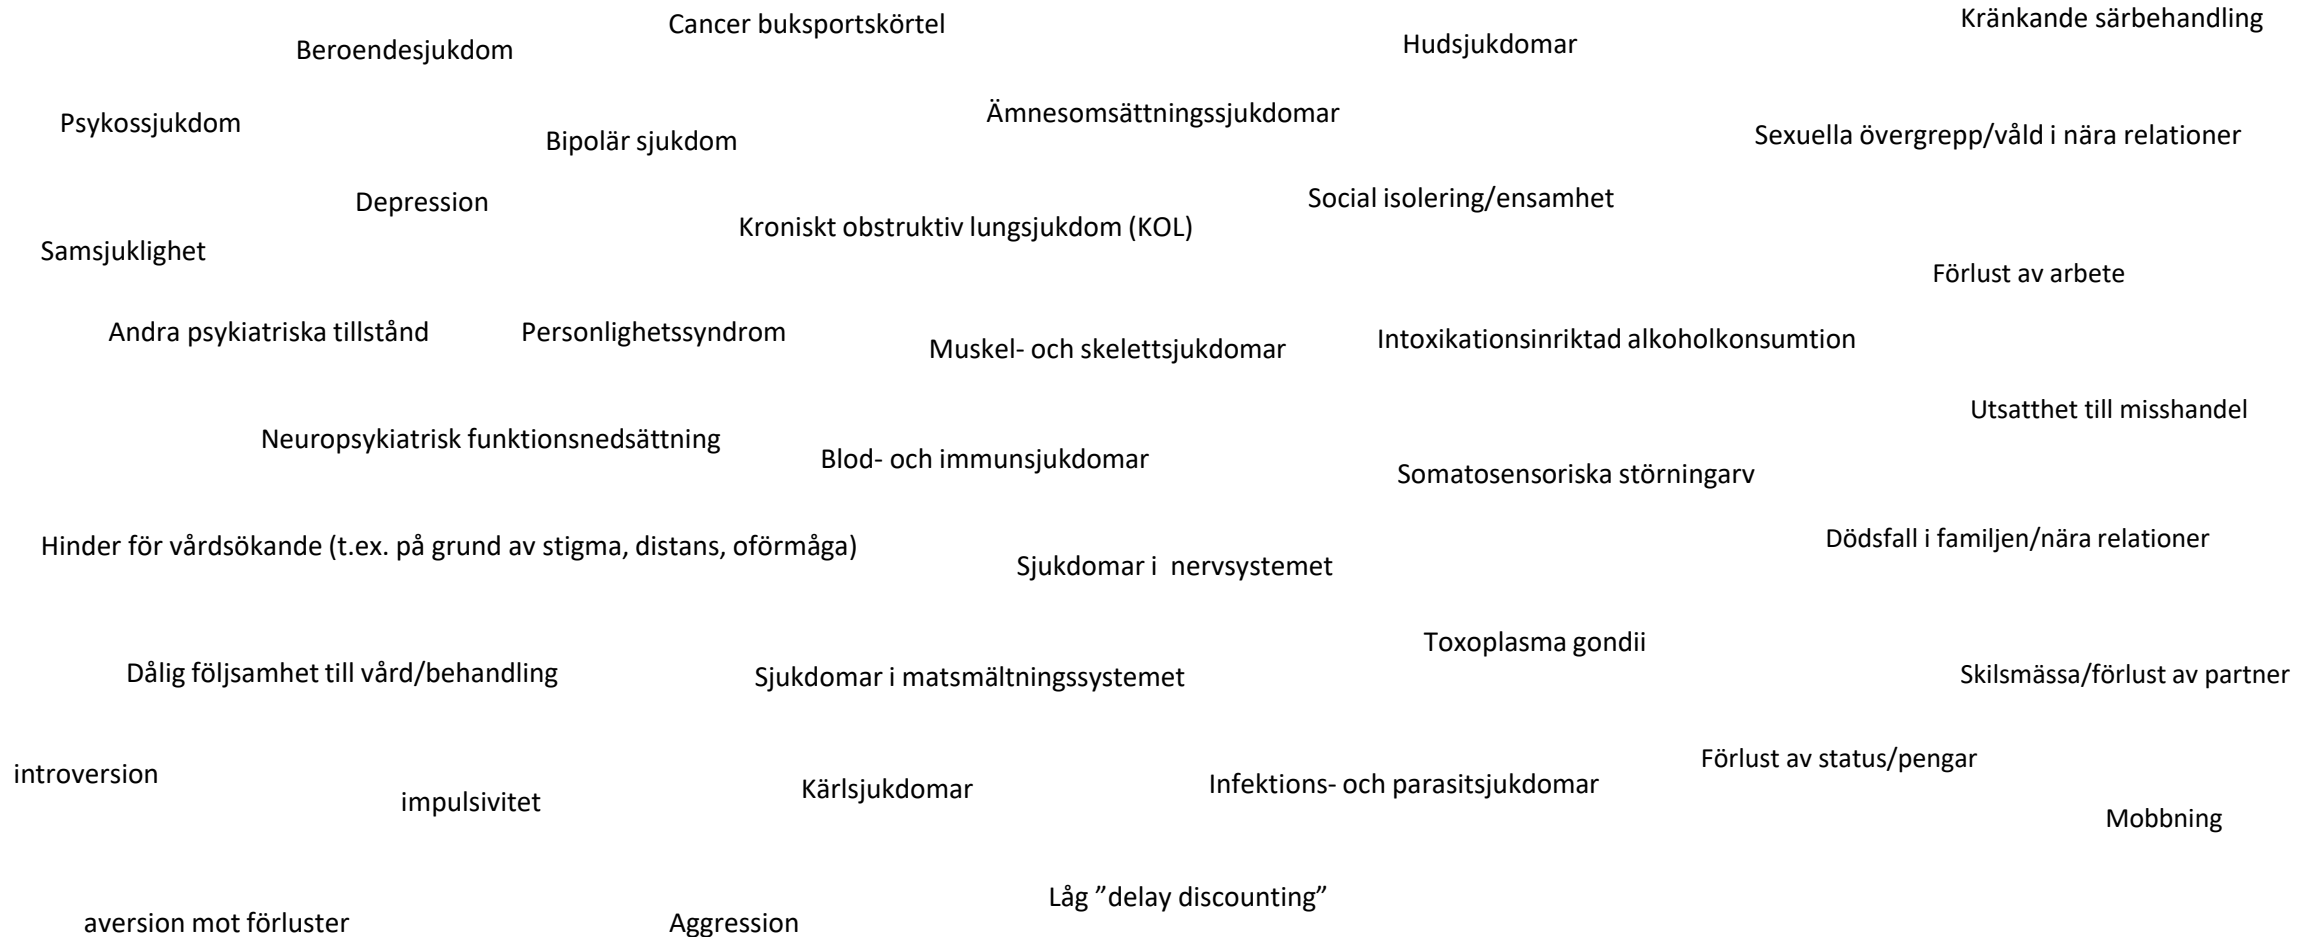 Cancer buksportskörtel
Kränkande särbehandling
Beroendesjukdom
Hudsjukdomar
Ämnesomsättningssjukdomar
Psykossjukdom
Bipolär sjukdom
Sexuella övergrepp/våld i nära relationer
Depression
Social isolering/ensamhet
Kroniskt obstruktiv lungsjukdom (KOL)
Samsjuklighet
Förlust av arbete
Andra psykiatriska tillstånd
Personlighetssyndrom
Muskel- och skelettsjukdomar
Intoxikationsinriktad alkoholkonsumtion
Utsatthet till misshandel
Neuropsykiatrisk funktionsnedsättning
Blod- och immunsjukdomar
Somatosensoriska störningarv
Hinder för vårdsökande (t.ex. på grund av stigma, distans, oförmåga)
Dödsfall i familjen/nära relationer
Sjukdomar i  nervsystemet
Toxoplasma gondii
Dålig följsamhet till vård/behandling
Sjukdomar i matsmältningssystemet
Skilsmässa/förlust av partner
introversion
Förlust av status/pengar
impulsivitet
Kärlsjukdomar
Infektions- och parasitsjukdomar
Mobbning
Låg ”delay discounting”
aversion mot förluster
Aggression